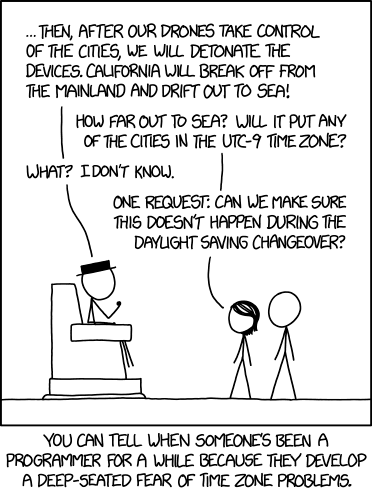 ...THEN, AFTER OUR DRONES TAKE CONTROL
OF THE CITIES, WE WILL DETONATE THE
DEVICES. CALIFORNIA WILL BREAK OFF FROM
THE MAINLAND AND DRIFT OUT TO SEA!
HOW FAR OUT TO SEA? WILL IT PUT ANY
OF THE CITIES IN THE UTC-9 TIME ZONE?
WHAT? I DON'T KNOW.
ONE REQUEST: CAN WE MAKE SURE
THIS DOESN'T HAPPEN DURING THE
DAYLIGHT SAVING CHANGEOVER?
YOU CAN TELL WHEN SOMEONE'S BEEN A
PROGRAMMER FOR A WHILE BECAUSE THEY DEVELOP
A DEEP-SEATED FEAR OF TIME ZONE PROBLEMS.